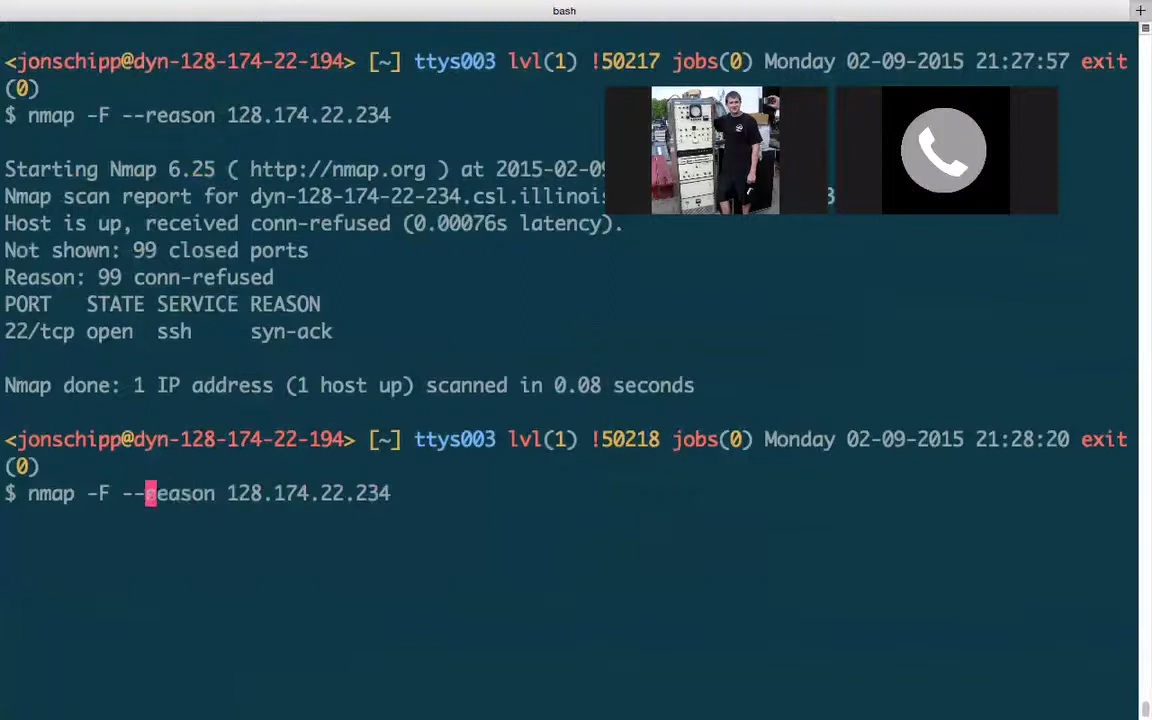 bash
+
<jonschipp@dyn-128-174-22-194> [~] ttys003 lvl(1) !50217 jobs(0) Monday 02-09-2015 21:27:57 exit
(0)
$ nmap -F --reason 128.174.22.234
Starting Nmap 6.25 ( http://nmap.org ) at 2015-02-09
Nmap scan report for dyn-128-174-22-234.csl.illinois
Host is up, received conn-refused (0.00076s latency).
Not shown: 99 closed ports
Reason: 99 conn-refused
PORT   STATE SERVICE REASON
22/tcp open  ssh     syn-ack
Nmap done: 1 IP address (1 host up) scanned in 0.08 seconds
<jonschipp@dyn-128-174-22-194> [~] ttys003 lvl(1) !50218 jobs(0) Monday 02-09-2015 21:28:20 exit
(0)
$ nmap -F --reason 128.174.22.234